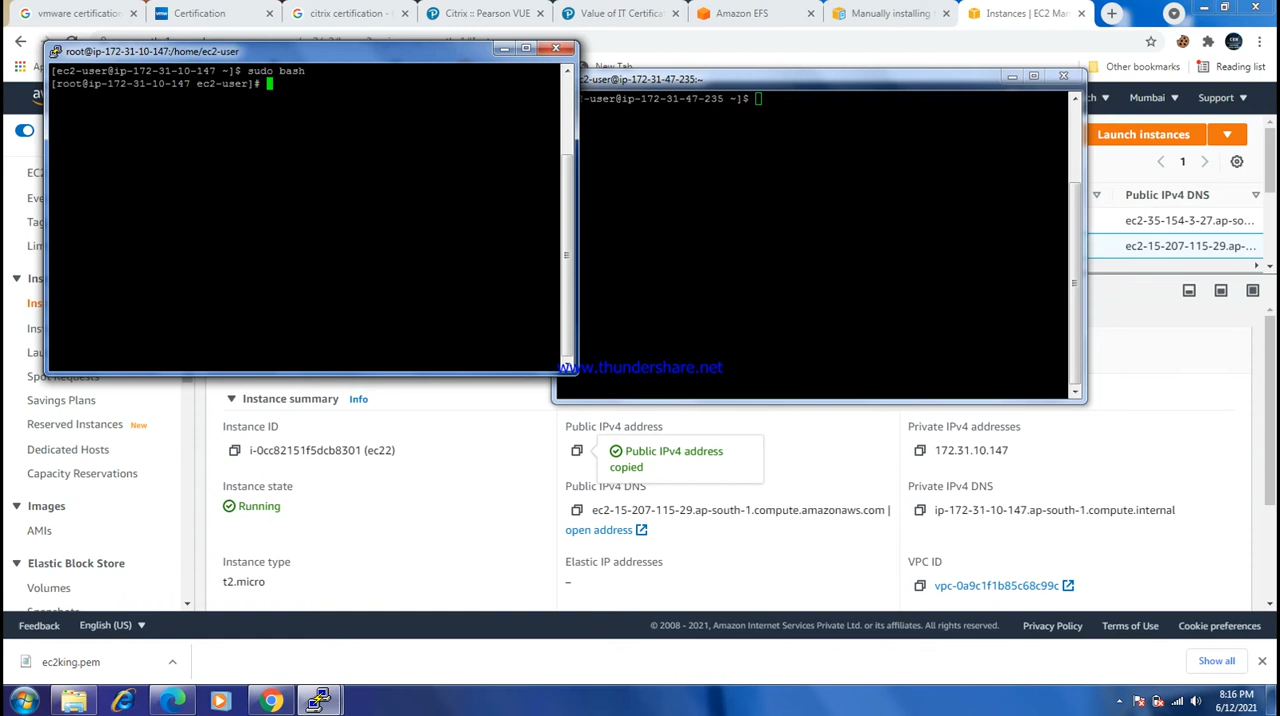 vmware certifications
Certification
citrix certification -
Citrix :: Pearson VUE
Value of IT Certifica
Amazon EFS
Manually installing
Instances | EC2 Man
New Tab
Other bookmarks
Reading list
root@ip-172-31-10-147:/home/ec2-user
[ec2-user@ip-172-31-10-147 ~]$ sudo bash
[root@ip-172-31-10-147 ec2-user]#
c2-user@ip-172-31-47-235:~
-user@ip-172-31-47-235 ~]$
www.thundershare.net
Mumbai
Support
Launch instances
1
Public IPv4 DNS
ec2-35-154-3-27.ap-so...
ec2-15-207-115-29.ap-...
EC2
Eve
Tag
Lim
Ins
Ins
Ins
Lau
Spot Requests
Savings Plans
Reserved Instances New
Dedicated Hosts
Capacity Reservations
Images
AMIs
Elastic Block Store
Volumes
Instance summary Info
Instance ID
i-0cc82151f5dcb8301 (ec22)
Public IPv4 address
Public IPv4 address
copied
Private IPv4 addresses
172.31.10.147
Instance state
Running
Public IPv4 DNS
ec2-15-207-115-29.ap-south-1.compute.amazonaws.com |
open address
Private IPv4 DNS
ip-172-31-10-147.ap-south-1.compute.internal
Instance type
t2.micro
Elastic IP addresses
–
VPC ID
vpc-0a9c1f1b85c68c99c
Feedback
English (US)
© 2008 - 2021, Amazon Internet Services Private Ltd. or its affiliates. All rights reserved.
Privacy Policy
Terms of Use
Cookie preferences
ec2king.pem
Show all
8:16 PM
6/12/2021